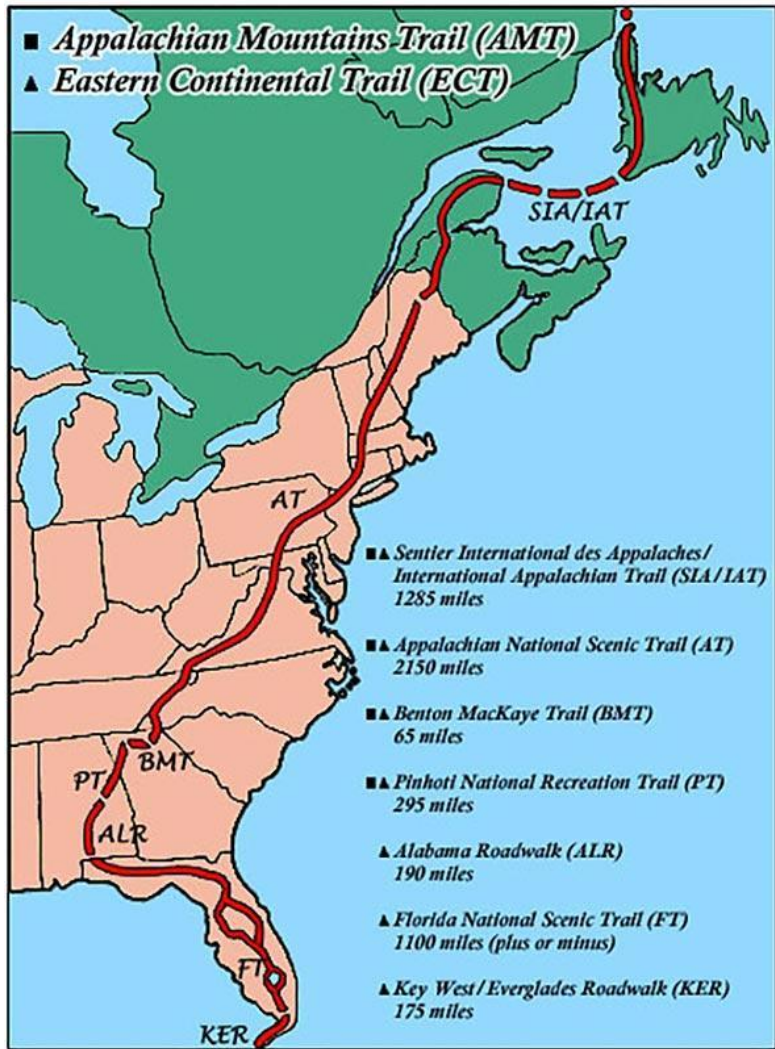 ■ Appalachian Mountains Trail (AMT)
▲ Eastern Continental Trail (ECT)
SIA/IAT
AT
■▲ Sentier International des Appalaches/
International Appalachian Trail (SIA/IAT)
1285 miles
■▲ Appalachian National Scenic Trail (AT)
2150 miles
■▲ Benton MacKaye Trail (BMT)
65 miles
BMT
PT
■▲ Pinhoti National Recreation Trail (PT)
295 miles
ALR
▲ Alabama Roadwalk (ALR)
190 miles
▲ Florida National Scenic Trail (FT)
1100 miles (plus or minus)
FT
▲ Key West/Everglades Roadwalk (KER)
175 miles
KER